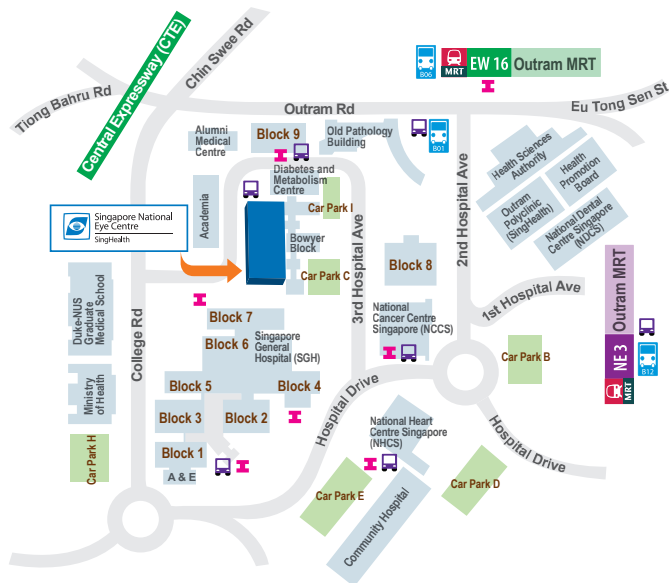 Central Expressway (CTE)
Chin Swee Rd
Tiong Bahru Rd
B06
MRT
EW 16
Outram MRT
Outram Rd
Eu Tong Sen St
Alumni
Medical
Centre
Block 9
Old Pathology
Building
B01
Diabetes and
Metabolism
Centre
Car Park I
Academia
Singapore National
Eye Centre
SingHealth
Bowyer
Block
Car Park C
3rd Hospital Ave
2nd Hospital Ave
Block 8
Health Sciences
Authority
Health
Promotion
Board
Outram
Polyclinic
(SingHealth)
National Dental
Centre Singapore
(NDCS)
1st Hospital Ave
Outram MRT
NE 3
MRT
B12
Duke-NUS
Graduate
Medical School
College Rd
Block 7
Block 6
Singapore
General
Hospital (SGH)
National
Cancer Centre
Singapore (NCCS)
Car Park B
Ministry
of Health
Block 5
Block 4
Block 3
Block 2
Hospital Drive
Block 1
A & E
Car Park H
National Heart
Centre Singapore
(NHCS)
Hospital Drive
Car Park E
Community Hospital
Car Park D